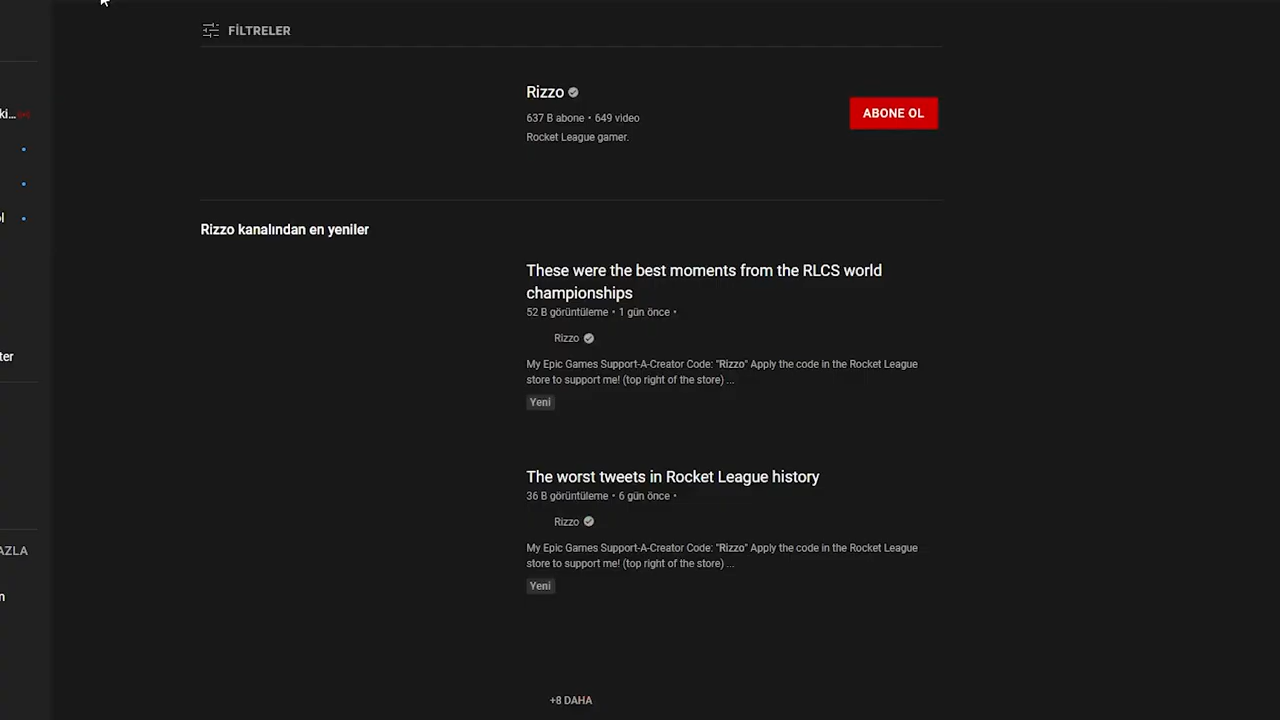 FİLTRELER
Rizzo
637 B abone • 649 video
ABONE OL
Rocket League gamer.
ki...
ol
Rizzo kanalından en yeniler
These were the best moments from the RLCS world
championships
52 B görüntüleme • 1 gün önce •
Rizzo
ter
My Epic Games Support-A-Creator Code: "Rizzo" Apply the code in the Rocket League
store to support me! (top right of the store) ...
Yeni
The worst tweets in Rocket League history
36 B görüntüleme • 6 gün önce •
Rizzo
My Epic Games Support-A-Creator Code: "Rizzo" Apply the code in the Rocket League
store to support me! (top right of the store) ...
AZLA
Yeni
n
+8 DAHA